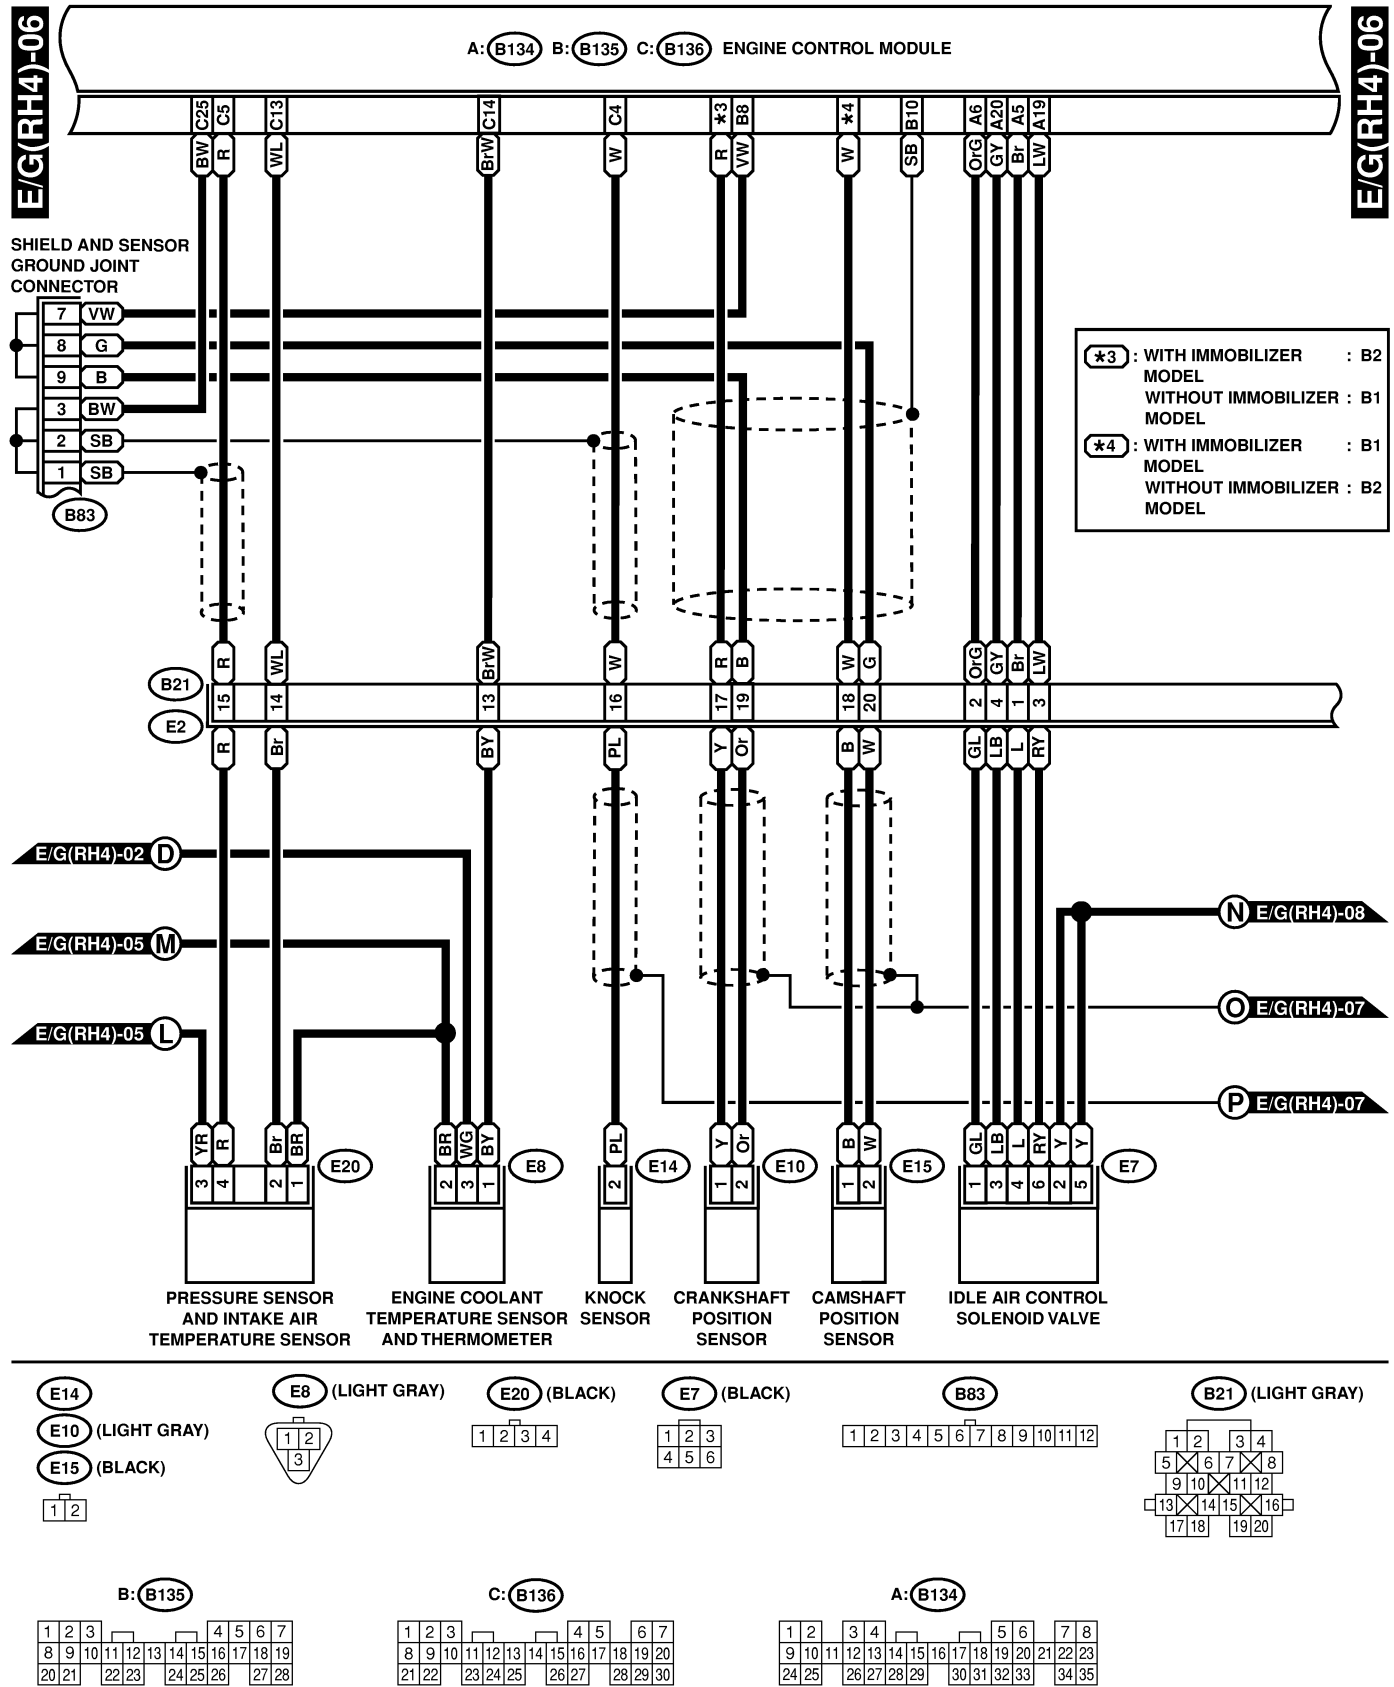 E/G(RH4)-06
A: B134 B: B135 C: B136 ENGINE CONTROL MODULE
E/G(RH4)-06
C25 C5 C13 C14 C4 *3 B8 *4 B10 A6 A20 A5 A19
BW R WL BrW W R VW W SB OrG GY Br LW
SHIELD AND SENSOR
GROUND JOINT
CONNECTOR
7 VW
8 G
9 B
3 BW
2 SB
1 SB
B83
*3 : WITH IMMOBILIZER : B2
MODEL
WITHOUT IMMOBILIZER : B1
MODEL
*4 : WITH IMMOBILIZER : B1
MODEL
WITHOUT IMMOBILIZER : B2
MODEL
R WL BrW W R B W G OrG GY Br LW
B21
15 14 13 16 17 19 18 20 2 4 1 3
E2
R Br BY PL Y Or B W GL LB L RY
E/G(RH4)-02 D
N E/G(RH4)-08
E/G(RH4)-05 M
O E/G(RH4)-07
E/G(RH4)-05 L
P E/G(RH4)-07
YR R Br BR BR WG BY PL Y Or B W GL LB L RY Y Y
E20 E8 E14 E10 E15 E7
3 4 2 1 2 3 1 2 1 2 1 2 1 3 4 6 2 5
PRESSURE SENSOR
AND INTAKE AIR
TEMPERATURE SENSOR
ENGINE COOLANT
TEMPERATURE SENSOR
AND THERMOMETER
KNOCK
SENSOR
CRANKSHAFT
POSITION
SENSOR
CAMSHAFT
POSITION
SENSOR
IDLE AIR CONTROL
SOLENOID VALVE
E14
E10 (LIGHT GRAY)
E15 (BLACK)
1 2
E8 (LIGHT GRAY)
1 2
3
E20 (BLACK)
1 2 3 4
E7 (BLACK)
1 2 3
4 5 6
B83
1 2 3 4 5 6 7 8 9 10 11 12
B21 (LIGHT GRAY)
1 2 3 4
5 6 7 8
9 10 11 12
13 14 15 16
17 18 19 20
B: B135
1 2 3 4 5 6 7
8 9 10 11 12 13 14 15 16 17 18 19
20 21 22 23 24 25 26 27 28
C: B136
1 2 3 4 5 6 7
8 9 10 11 12 13 14 15 16 17 18 19 20
21 22 23 24 25 26 27 28 29 30
A: B134
1 2 3 4 5 6 7 8
9 10 11 12 13 14 15 16 17 18 19 20 21 22 23
24 25 26 27 28 29 30 31 32 33 34 35